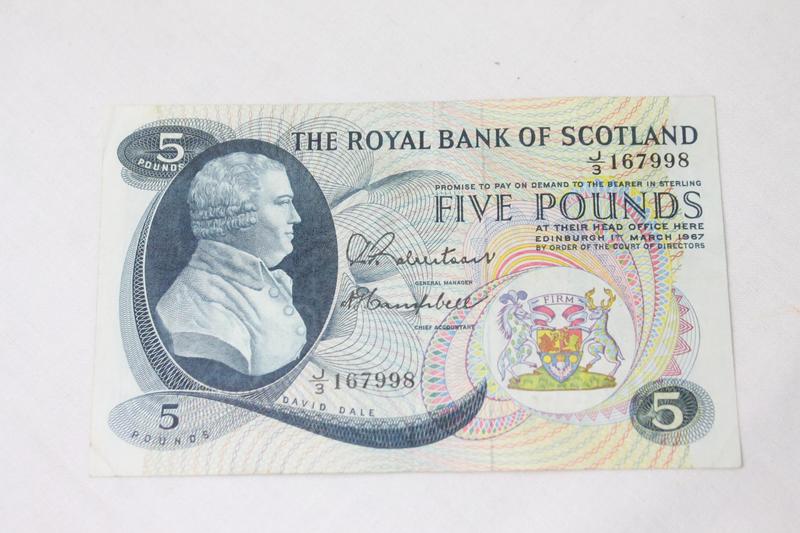 5
POUNDS
THE ROYAL BANK OF SCOTLAND
J/3 167998
PROMISE TO PAY ON DEMAND TO THE BEARER IN STERLING
FIVE POUNDS
AT THEIR HEAD OFFICE HERE
EDINBURGH 1ST MARCH 1967
BY ORDER OF THE COURT OF DIRECTORS
Robertson
GENERAL MANAGER
Campbell
CHIEF ACCOUNTANT
FIRM
J/3 167998
DAVID DALE
5
POUNDS
5